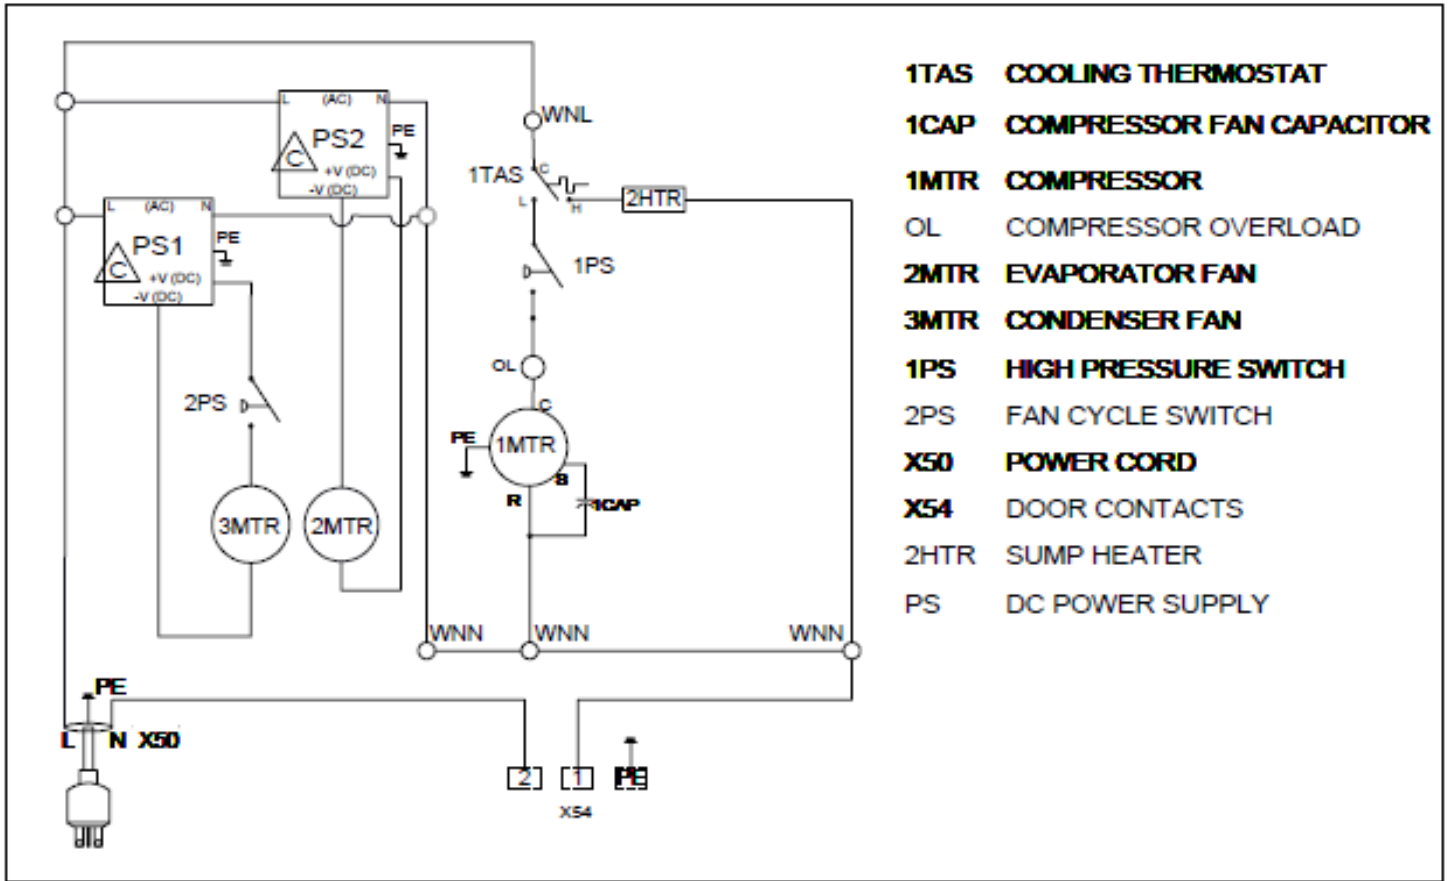 L (AC) N
PS2
C
+V (DC)
-V (DC)
PE
L (AC) N
PS1
C
+V (DC)
-V (DC)
PE
WNL
C
1TAS
L
H
2HTR
1PS
2PS
OL
C
PE
1MTR
S
R
1CAP
3MTR
2MTR
WNN
WNN
WNN
PE
L N X50
2
1
PE
X54
1TAS COOLING THERMOSTAT
1CAP COMPRESSOR FAN CAPACITOR
1MTR COMPRESSOR
OL COMPRESSOR OVERLOAD
2MTR EVAPORATOR FAN
3MTR CONDENSER FAN
1PS HIGH PRESSURE SWITCH
2PS FAN CYCLE SWITCH
X50 POWER CORD
X54 DOOR CONTACTS
2HTR SUMP HEATER
PS DC POWER SUPPLY